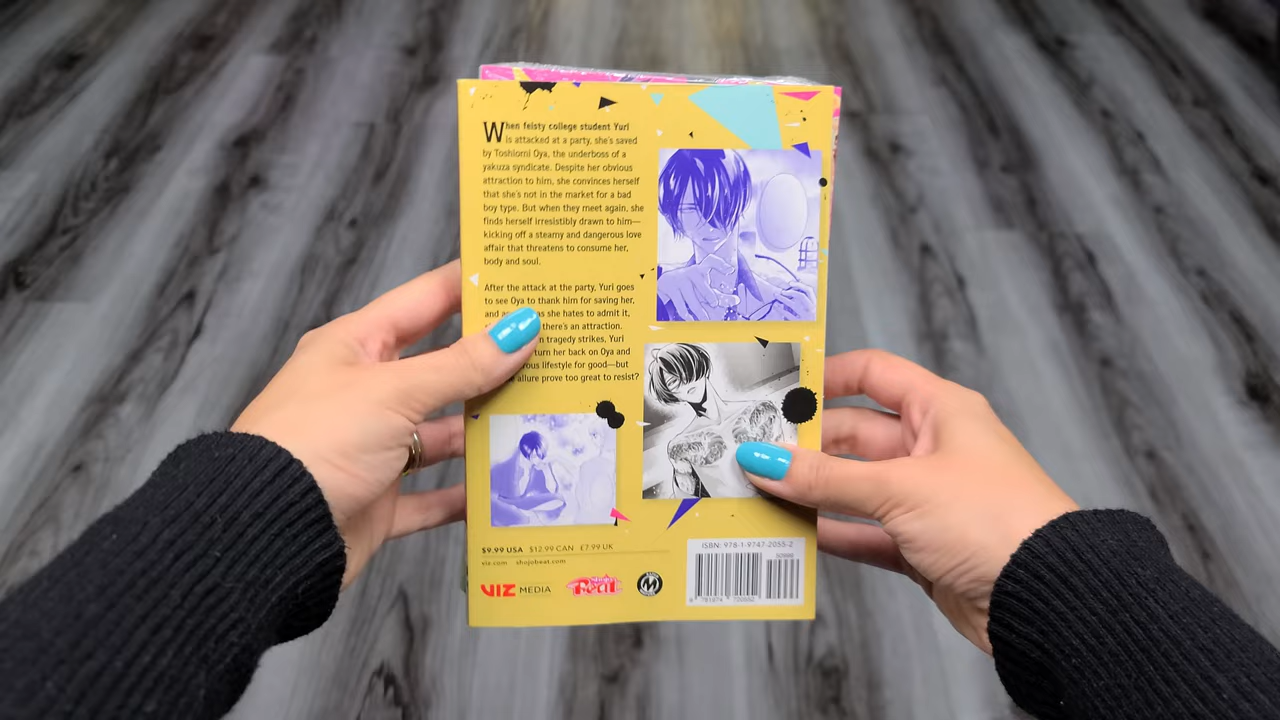 When feisty college student Yuri
is attacked at a party, she's saved
by Toshiomi Oya, the underboss of a
yakuza syndicate. Despite her obvious
attraction to him, she convinces herself
that she's not in the market for a bad
boy type. But when they meet again, she
finds herself irresistibly drawn to him—
kicking off a steamy and dangerous love
affair that threatens to consume her,
body and soul.
After the attack at the party, Yuri goes
to see Oya to thank him for saving her,
and as she hates to admit it,
there's an attraction.
tragedy strikes, Yuri
turn her back on Oya and
lifestyle for good—but
allure prove too great to resist?
$9.99 USA $12.99 CAN £7.99 UK
viz.com shojobeat.com
VIZ MEDIA
Shojo Beat
M
ISBN: 978-1-9747-2055-2